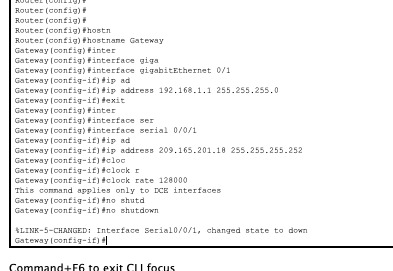 Router(config)#
Router(config)#
Router(config)#
Router(config)#hostn
Router(config)#hostname Gateway
Gateway(config)#inter
Gateway(config)#interface giga
Gateway(config)#interface gigabitEthernet 0/1
Gateway(config-if)#ip ad
Gateway(config-if)#ip address 192.168.1.1 255.255.255.0
Gateway(config-if)#exit
Gateway(config)#inter
Gateway(config)#interface ser
Gateway(config)#interface serial 0/0/1
Gateway(config-if)#ip ad
Gateway(config-if)#ip address 209.165.201.18 255.255.255.252
Gateway(config-if)#cloc
Gateway(config-if)#clock r
Gateway(config-if)#clock rate 128000
This command applies only to DCE interfaces
Gateway(config-if)#no shutd
Gateway(config-if)#no shutdown
%LINK-5-CHANGED: Interface Serial0/0/1, changed state to down
Gateway(config-if)#
Command+F6 to exit CLI focus